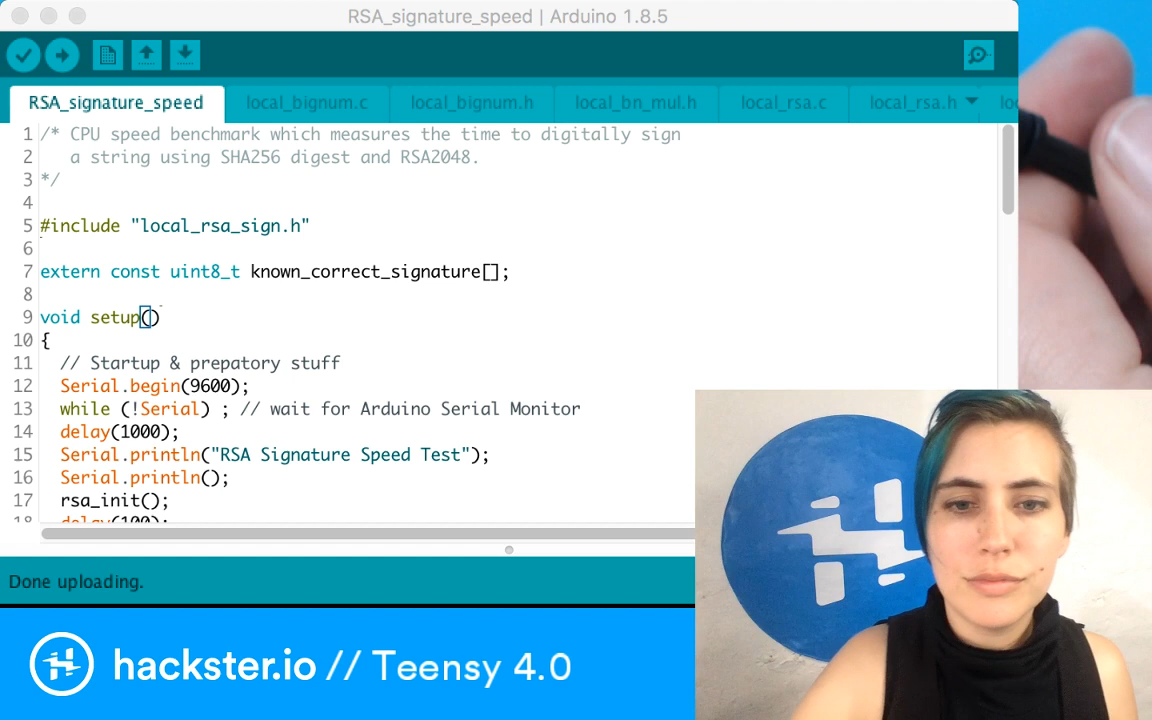 RSA_signature_speed | Arduino 1.8.5
RSA_signature_speed local_bignum.c local_bignum.h local_bn_mul.h local_rsa.c local_rsa.h
1 /* CPU speed benchmark which measures the time to digitally sign
2 a string using SHA256 digest and RSA2048.
3 */
4
5 #include "local_rsa_sign.h"
6
7 extern const uint8_t known_correct_signature[];
8
9 void setup()
10 {
11 // Startup & prepatory stuff
12 Serial.begin(9600);
13 while (!Serial) ; // wait for Arduino Serial Monitor
14 delay(1000);
15 Serial.println("RSA Signature Speed Test");
16 Serial.println();
17 rsa_init();
18 delay(100);
Done uploading.
hackster.io // Teensy 4.0